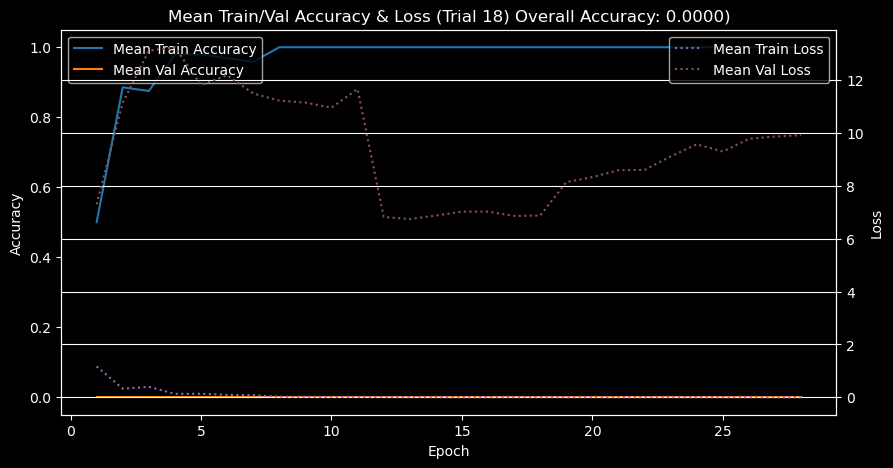 Mean Train/Val Accuracy & Loss (Trial 18) Overall Accuracy: 0.0000)
Mean Train Accuracy
Mean Val Accuracy
Mean Train Loss
Mean Val Loss
1.0
0.8
0.6
0.4
0.2
0.0
Accuracy
12
10
8
6
4
2
0
Loss
0 5 10 15 20 25
Epoch